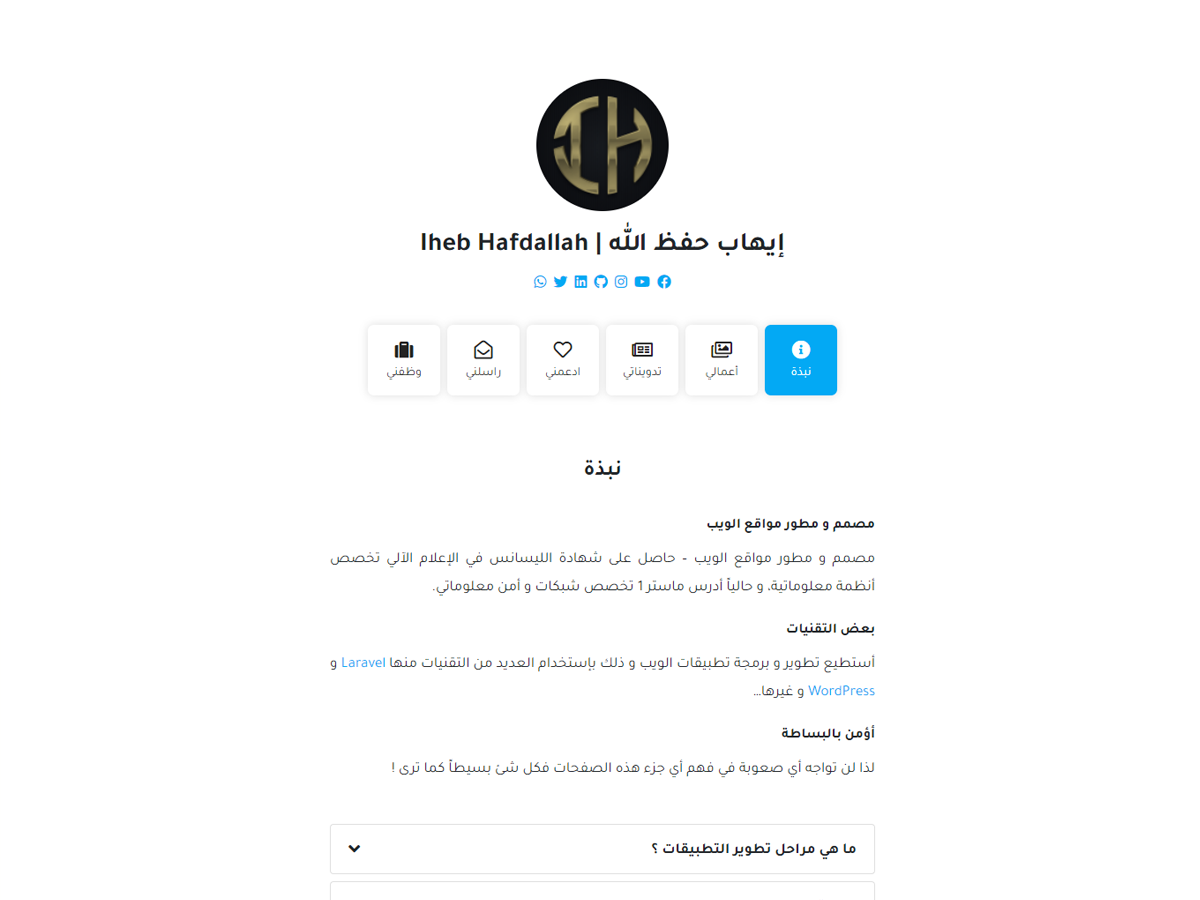 IH
إيهاب حفظ الله | Iheb Hafdallah
نبذة
أعمالي
تدويناتي
ادعمني
راسلني
وظفني
نبذة
مصمم و مطور مواقع الويب
مصمم و مطور مواقع الويب - حاصل على شهادة الليسانس في الإعلام الآلي تخصص
أنظمة معلوماتية، و حالياً أدرس ماستر 1 تخصص شبكات و أمن معلوماتي.
بعض التقنيات
أستطيع تطوير و برمجة تطبيقات الويب و ذلك بإستخدام العديد من التقنيات منها Laravel و
WordPress و غيرها...
أؤمن بالبساطة
لذا لن تواجه أي صعوبة في فهم أي جزء هذه الصفحات فكل شئ بسيطاً كما ترى !
ما هي مراحل تطوير التطبيقات ؟